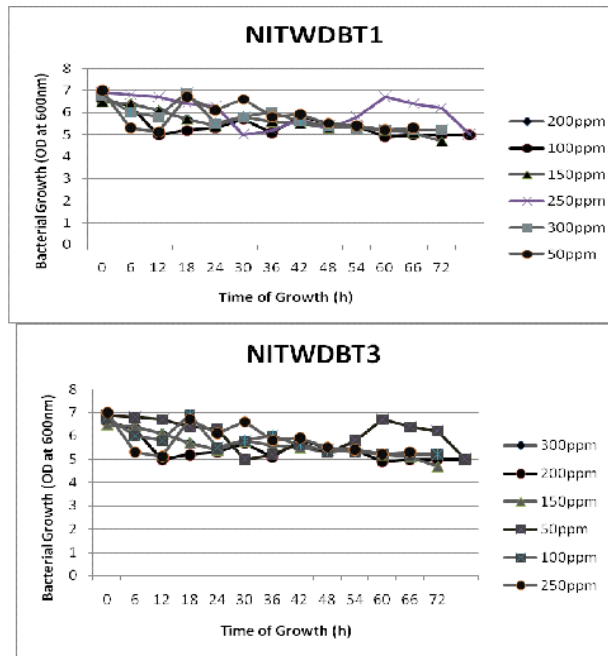 NITWDBT1
Bacterial Growth (OD at 600nm)
8
7
6
5
4
3
2
1
0
0 6 12 18 24 30 36 42 48 54 60 66 72
Time of Growth (h)
200ppm
100ppm
150ppm
250ppm
300ppm
50ppm
NITWDBT3
Bacterial Growth (OD at 600nm)
8
7
6
5
4
3
2
1
0
0 6 12 18 24 30 36 42 48 54 60 66 72
Time of Growth (h)
300ppm
200ppm
150ppm
50ppm
100ppm
250ppm